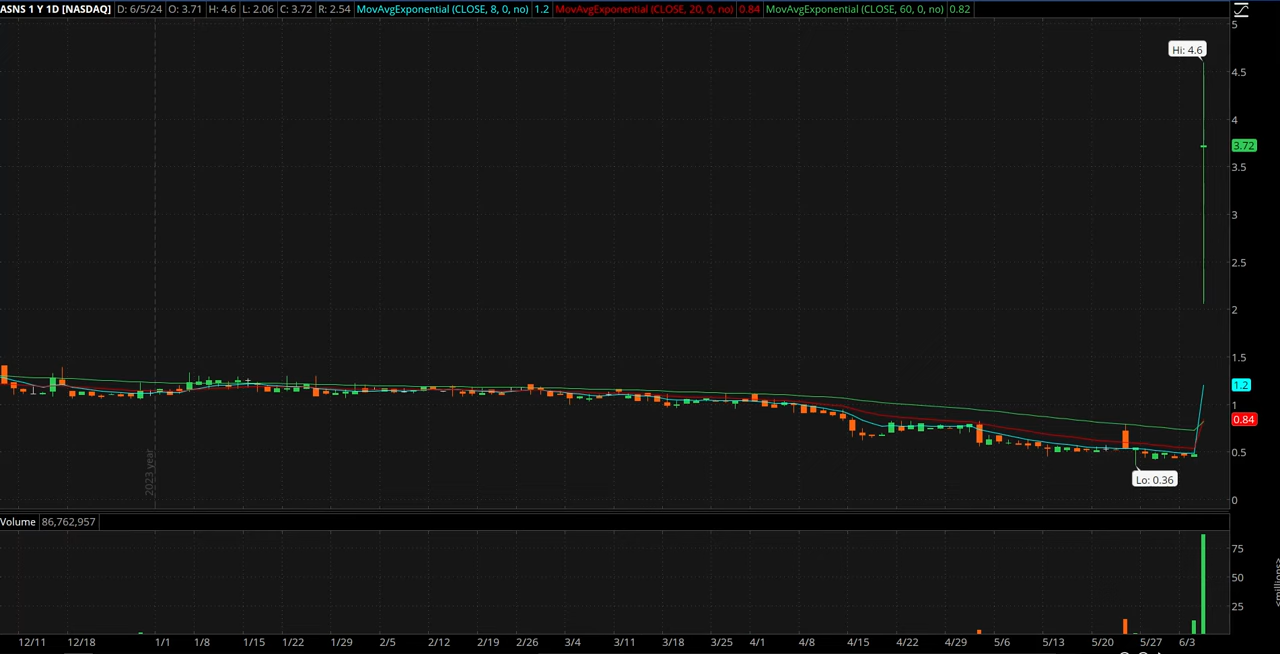 ASNS 1 Y 1D [NASDAQ] D: 6/5/24 O: 3.71 H: 4.6 L: 2.06 C: 3.72 R: 2.54 MovAvgExponential (CLOSE, 8, 0, no) 1.2 MovAvgExponential (CLOSE, 20, 0, no) 0.84 MovAvgExponential (CLOSE, 60, 0, no) 0.82
5
Hi: 4.6
4.5
4
3.72
3.5
3
2.5
2
1.5
1.2
1
0.84
0.5
Lo: 0.36
0
2023 year
Volume 86,762,957
75
50
25
<millions>
12/11 12/18 1/1 1/8 1/15 1/22 1/29 2/5 2/12 2/19 2/26 3/4 3/11 3/18 3/25 4/1 4/8 4/15 4/22 4/29 5/6 5/13 5/20 5/27 6/3